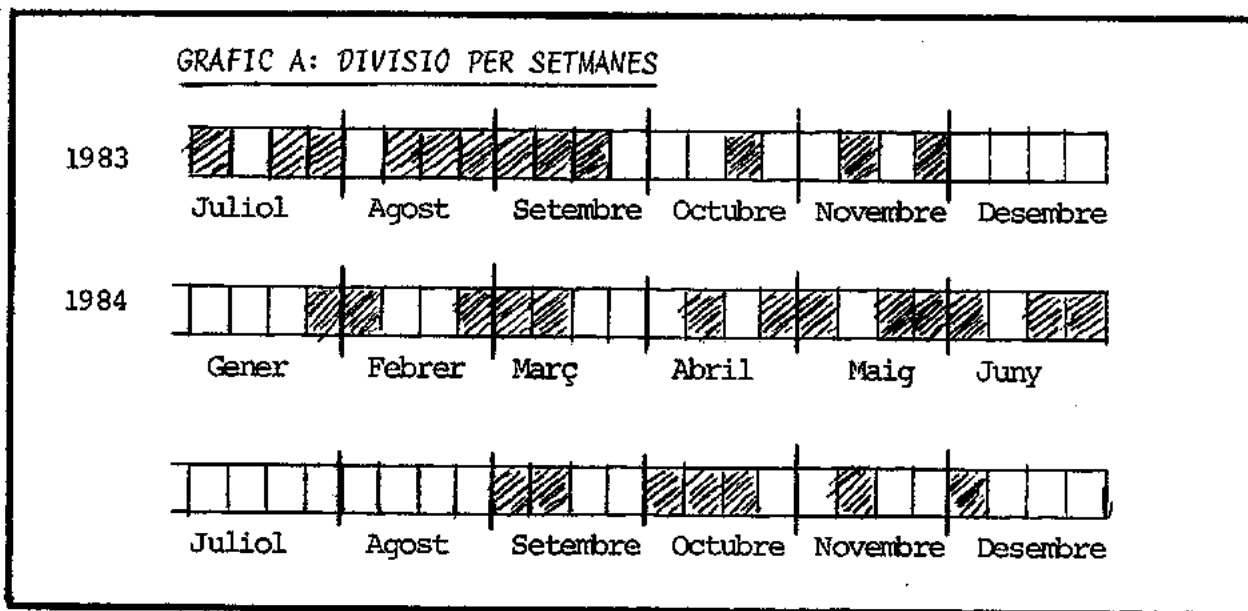 GRAFIC A: DIVISIO PER SETMANES
1983
Juliol Agost Setembre Octubre Novembre Desembre
1984
Gener Febrer Març Abril Maig Juny
Juliol Agost Setembre Octubre Novembre Desembre